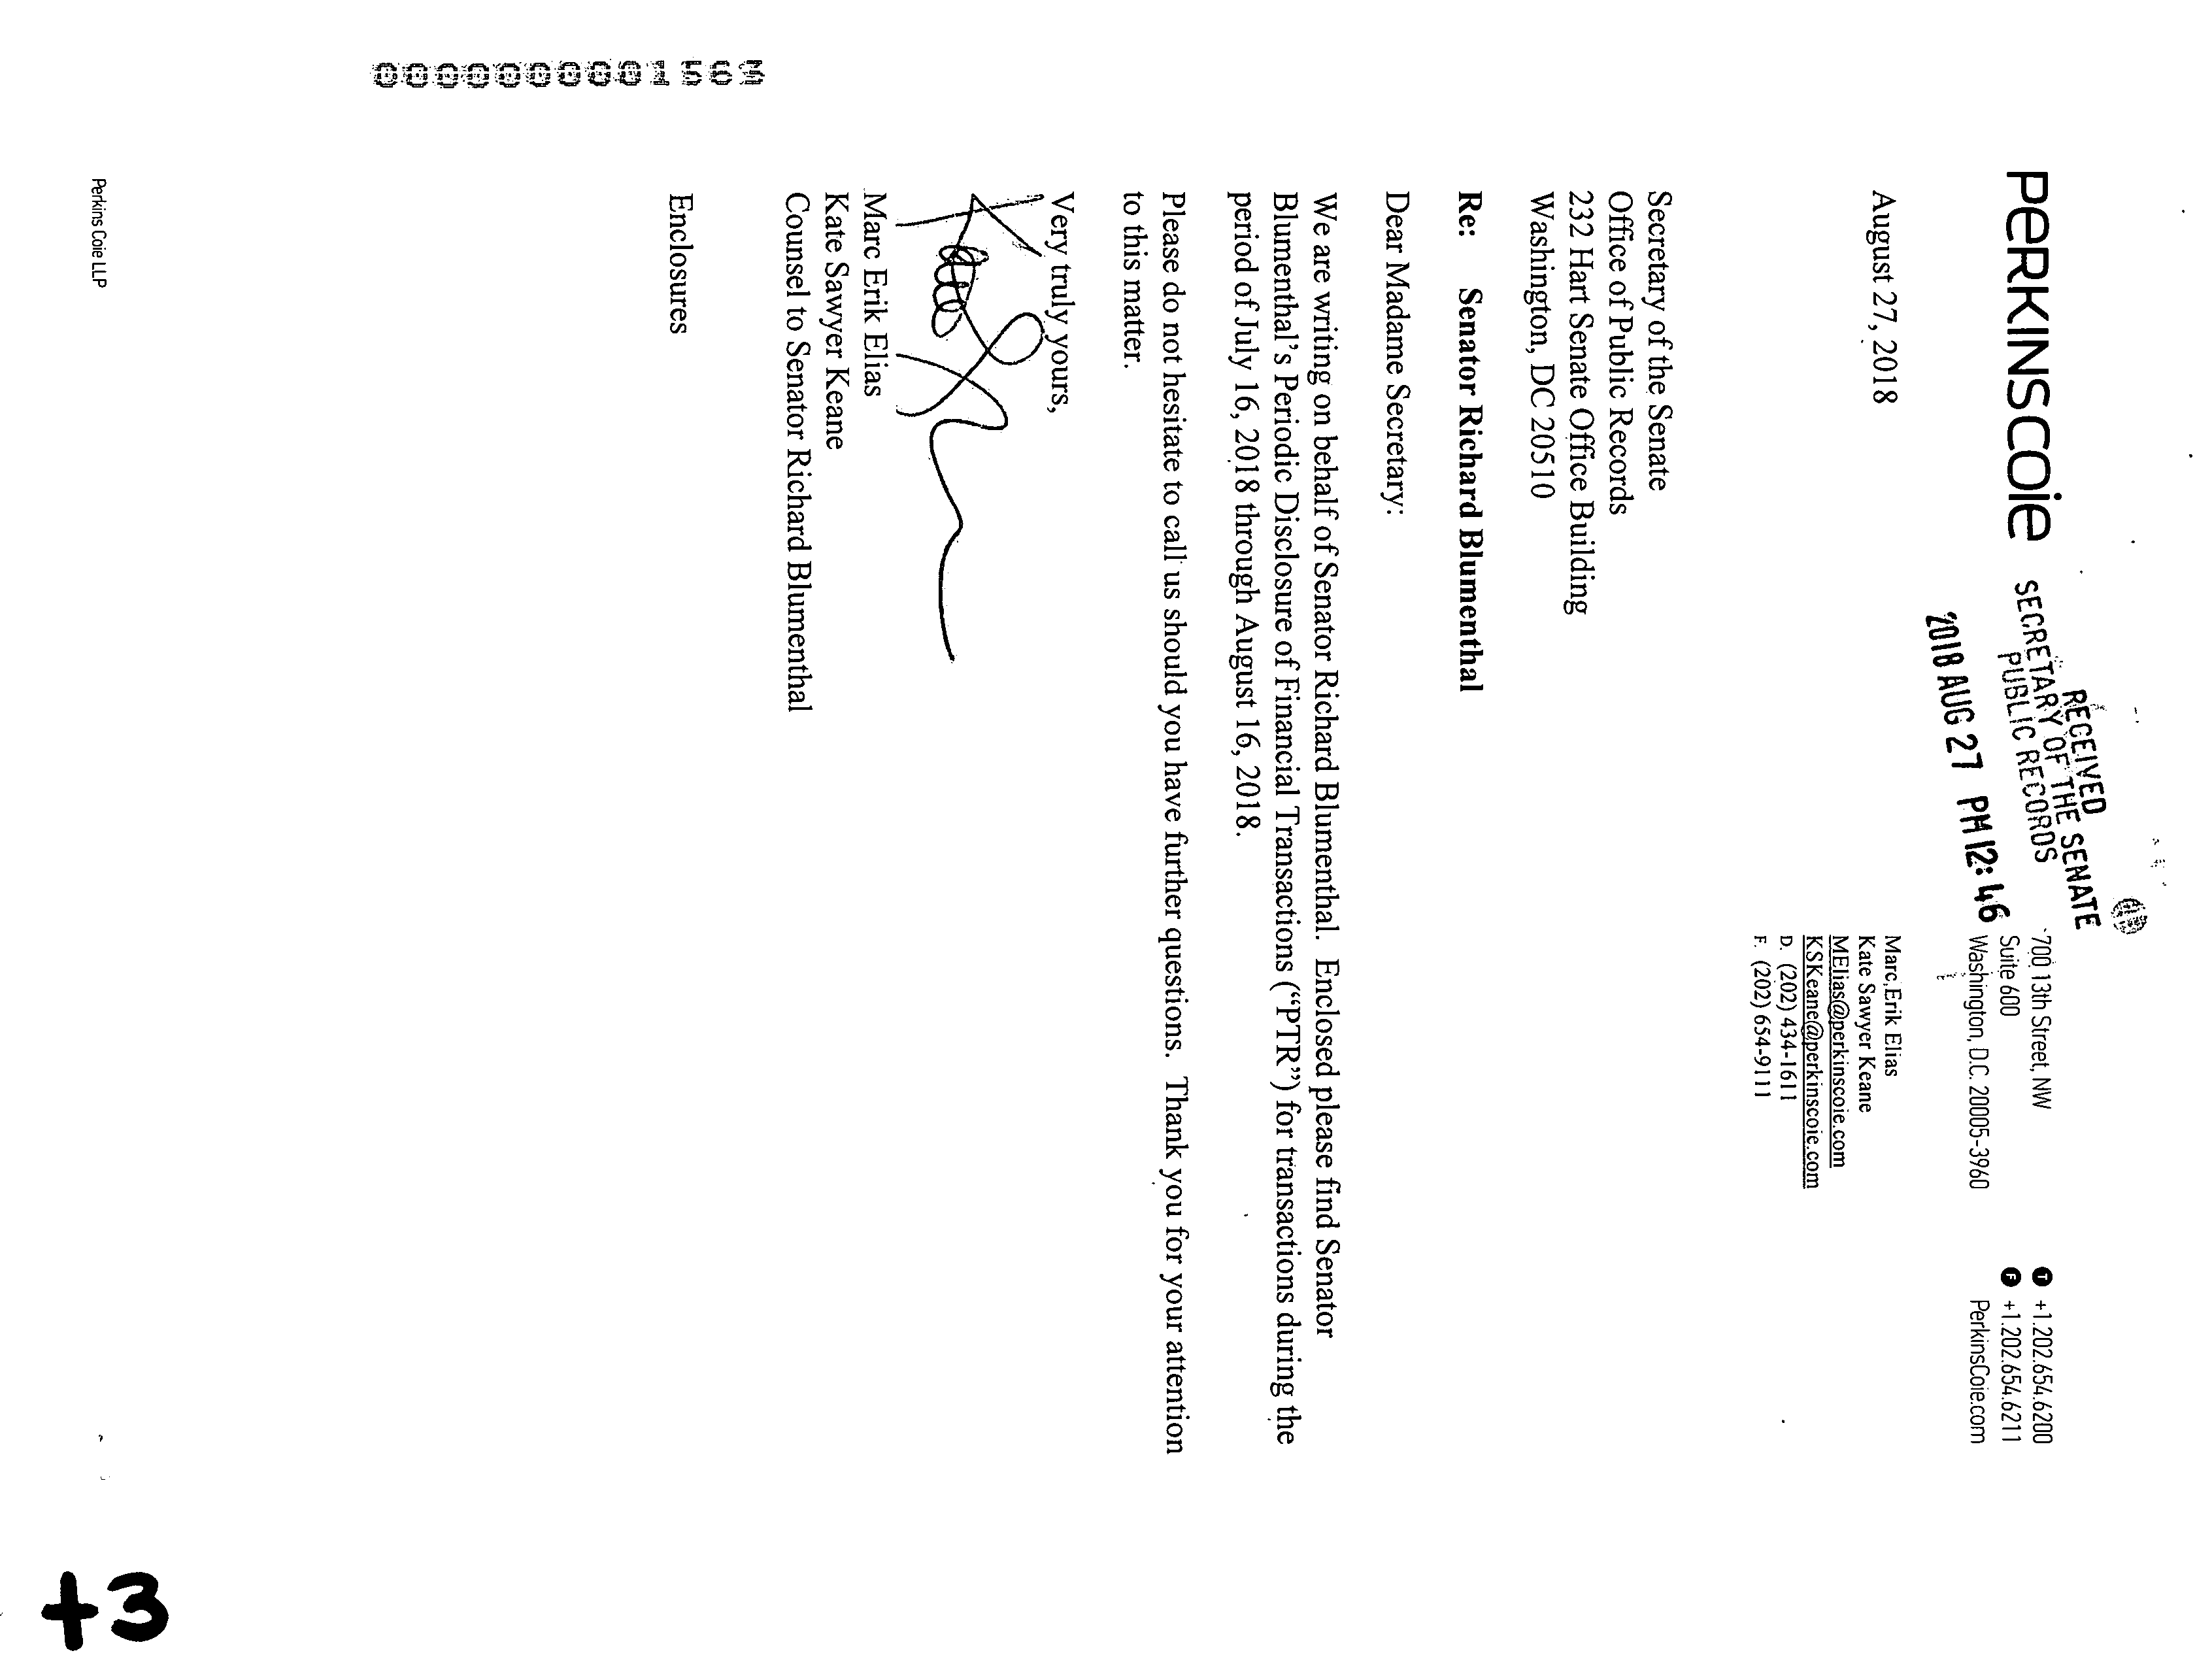 PERKINSCOIE
RECEIVED
SECRETARY OF THE SENATE
PUBLIC RECORDS
2018 AUG 27 PM 12:46
700 13th Street, NW
Suite 600
Washington, D.C. 20005-3960
+1.202.654.6200
+1.202.654.6211
PerkinsCoie.com
August 27, 2018
Marc Erik Elias
Kate Sawyer Keane
MElias@perkinscoie.com
KSKeane@perkinscoie.com
D. (202) 434-1611
F. (202) 654-9111
Secretary of the Senate
Office of Public Records
232 Hart Senate Office Building
Washington, DC 20510
Re: Senator Richard Blumenthal
Dear Madame Secretary:
We are writing on behalf of Senator Richard Blumenthal. Enclosed please find Senator
Blumenthal's Periodic Disclosure of Financial Transactions (“PTR”) for transactions during the
period of July 16, 2018 through August 16, 2018.
Please do not hesitate to call us should you have further questions. Thank you for your attention
to this matter.
Very truly yours,
Marc Erik Elias
Kate Sawyer Keane
Counsel to Senator Richard Blumenthal
Enclosures
Perkins Coie LLP
+3